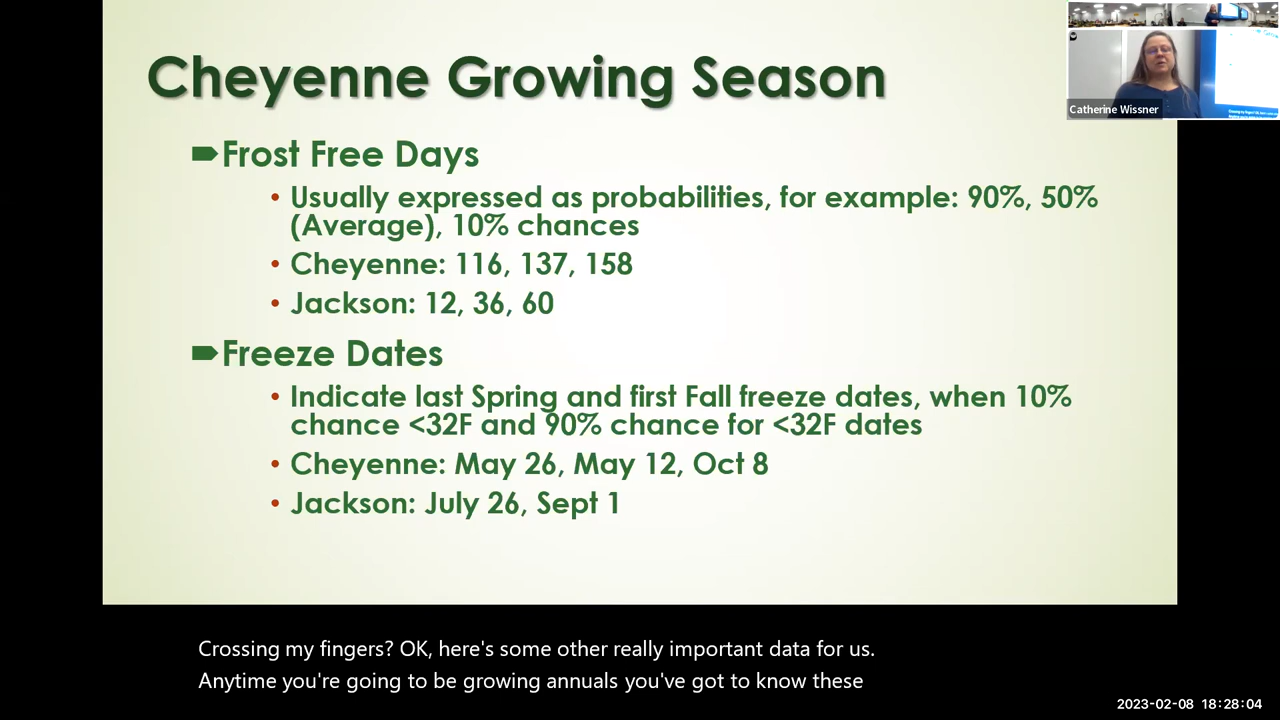 Cheyenne Growing Season
Catherine Wissner
Frost Free Days
• Usually expressed as probabilities, for example: 90%, 50%
(Average), 10% chances
• Cheyenne: 116, 137, 158
• Jackson: 12, 36, 60
Freeze Dates
• Indicate last Spring and first Fall freeze dates, when 10%
chance <32F and 90% chance for <32F dates
• Cheyenne: May 26, May 12, Oct 8
• Jackson: July 26, Sept 1
Crossing my fingers? OK, here's some other really important data for us.
Anytime you're going to be growing annuals you've got to know these
2023-02-08 18:28:04